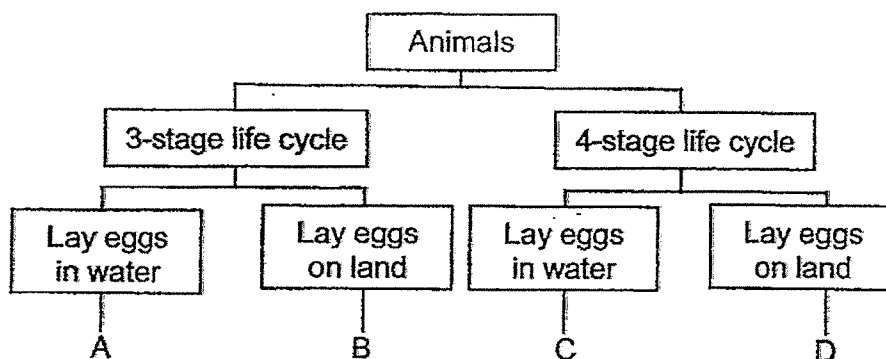 Animals
3-stage life cycle
4-stage life cycle
Lay eggs
in water
Lay eggs
on land
Lay eggs
in water
Lay eggs
on land
A
B
C
D